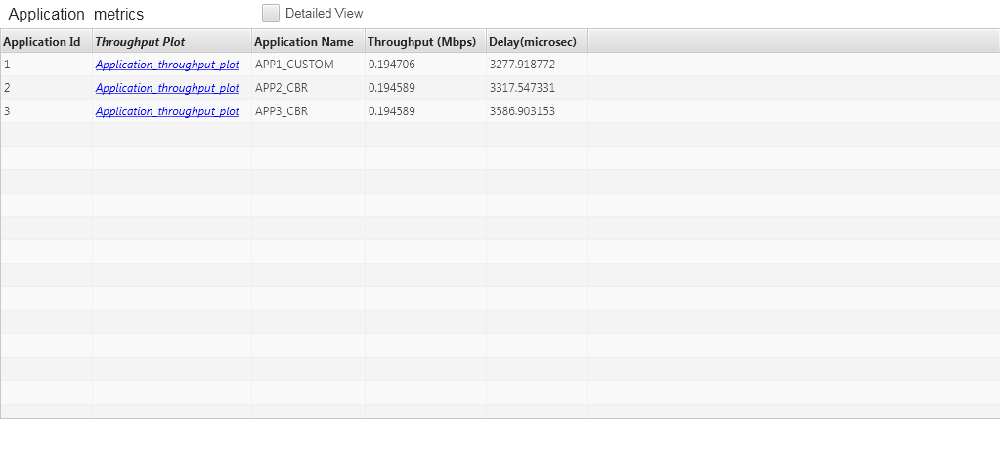 Application_metrics Detailed View
Application Id Throughput Plot Application Name Throughput (Mbps) Delay(microsec)
1 Application_throughput_plot APP1_CUSTOM 0.194706 3277.918772
2 Application_throughput_plot APP2_CBR 0.194589 3317.547331
3 Application_throughput_plot APP3_CBR 0.194589 3586.903153